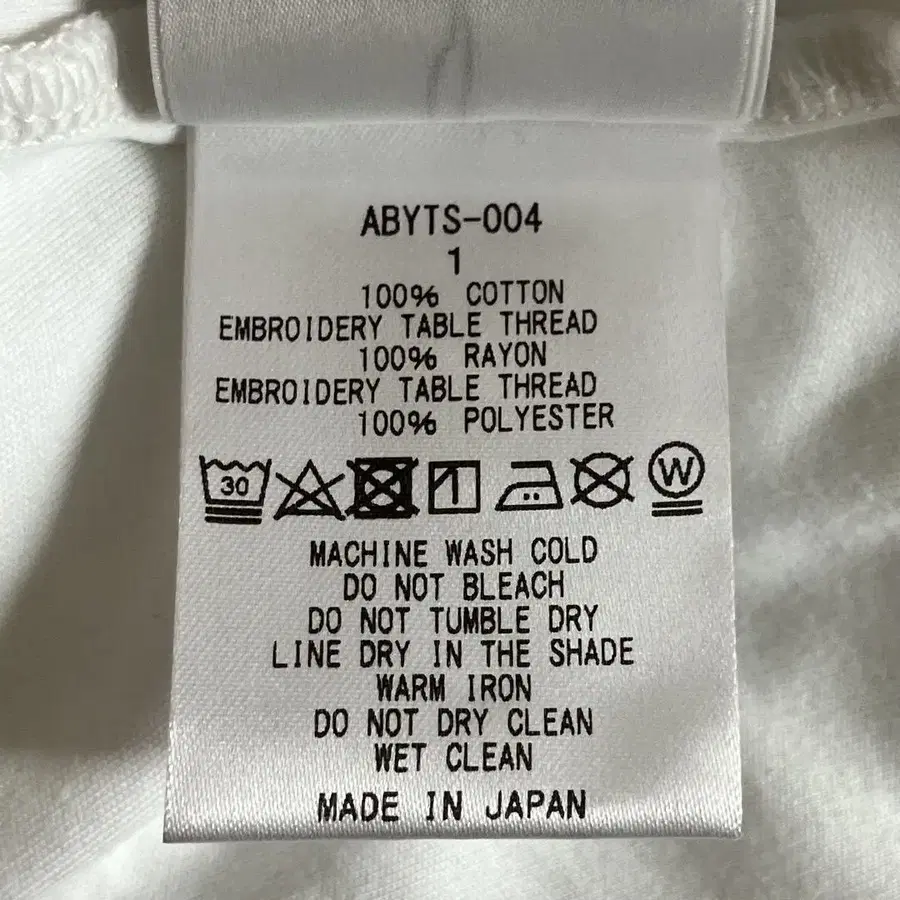 ABYTS-004
1
100% COTTON
EMBROIDERY TABLE THREAD
100% RAYON
EMBROIDERY TABLE THREAD
100% POLYESTER
30 W
MACHINE WASH COLD
DO NOT BLEACH
DO NOT TUMBLE DRY
LINE DRY IN THE SHADE
WARM IRON
DO NOT DRY CLEAN
WET CLEAN
MADE IN JAPAN